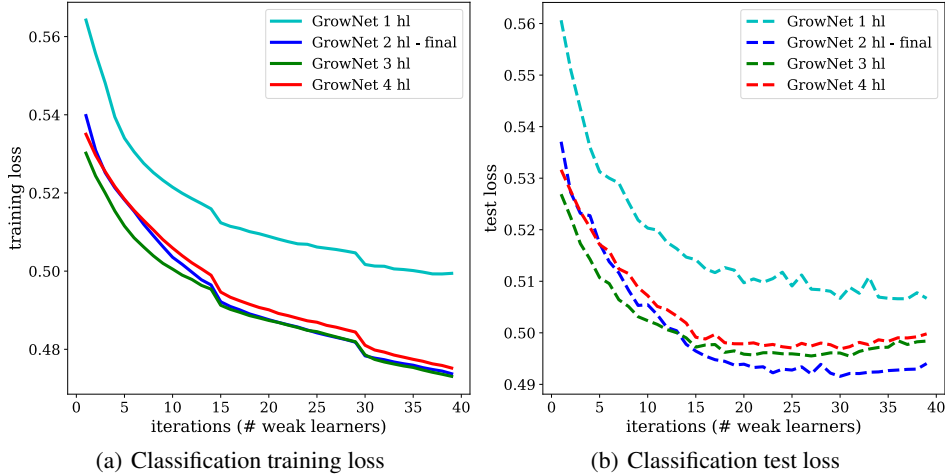 GrowNet 1 hl
GrowNet 2 hl - final
GrowNet 3 hl
GrowNet 4 hl
0.56
0.54
0.52
0.50
0.48
training loss
0 5 10 15 20 25 30 35 40
iterations (# weak learners)
(a) Classification training loss
GrowNet 1 hl
GrowNet 2 hl - final
GrowNet 3 hl
GrowNet 4 hl
0.56
0.55
0.54
0.53
0.52
0.51
0.50
0.49
test loss
0 5 10 15 20 25 30 35 40
iterations (# weak learners)
(b) Classification test loss